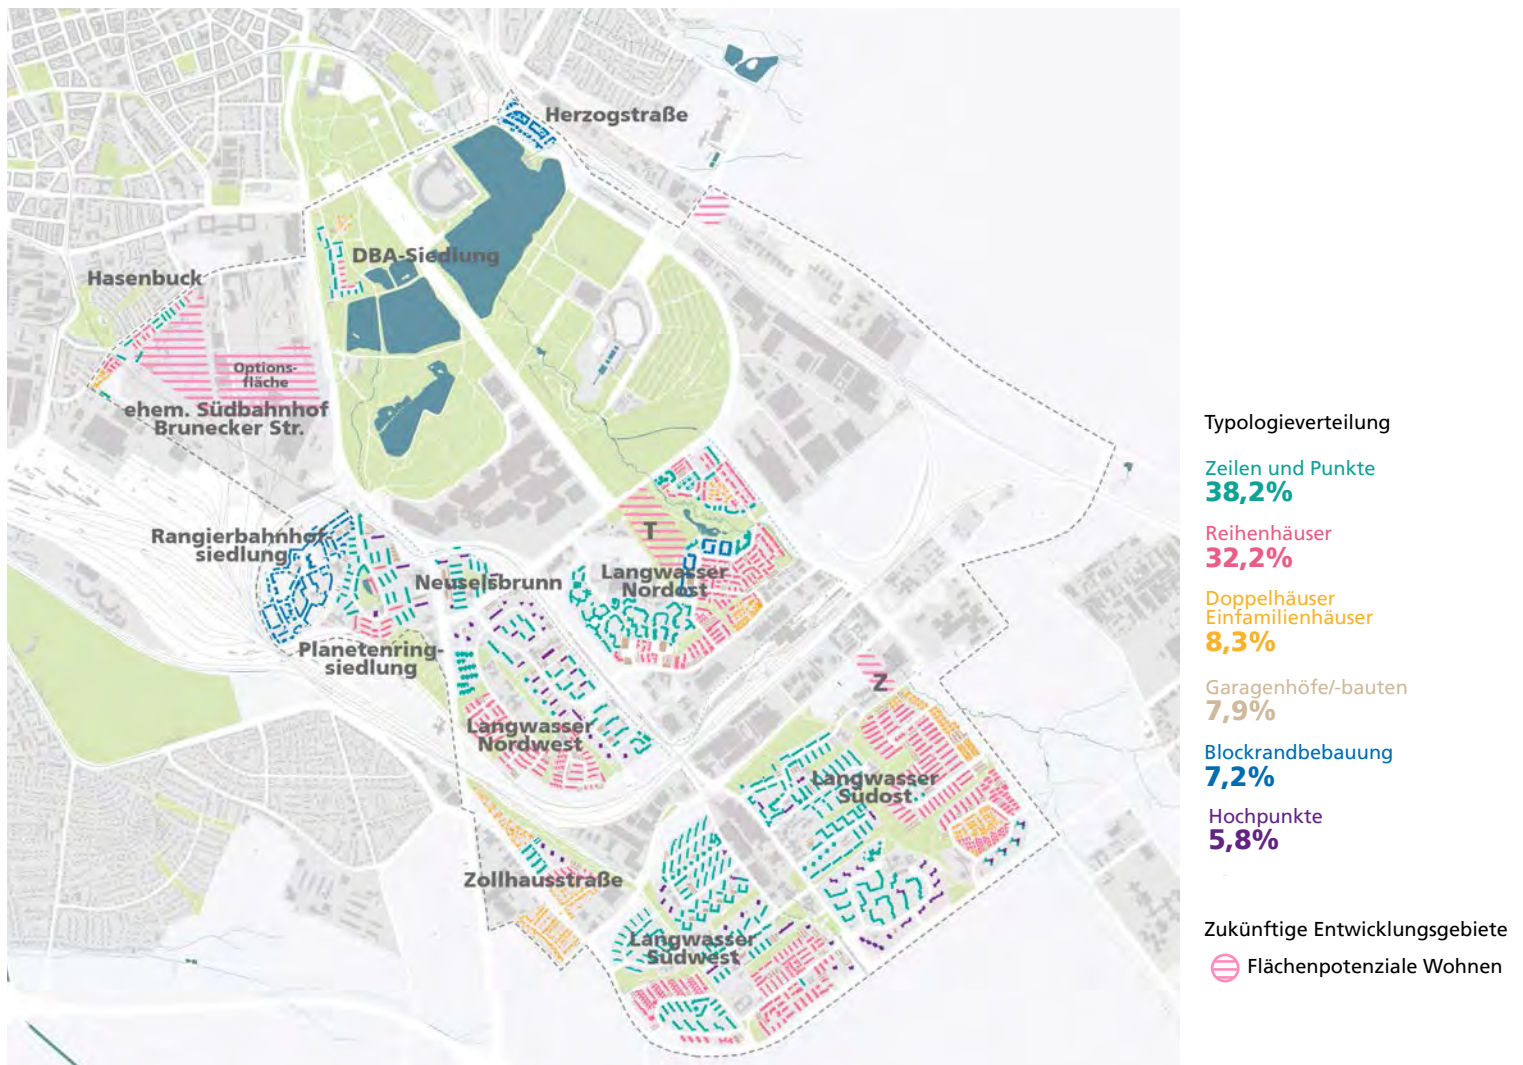 Herzogstraße
DBA-Siedlung
Hasenbuck
Options-
fläche
ehem. Südbahnhof
Brunecker Str.
Rangierbahnhof-
siedlung
T
Neuselsbrunn
Langwasser
Nordost
Planetenring-
siedlung
Z
Langwasser
Nordwest
Langwasser
Südost
Zollhausstraße
Langwasser
Südwest
Typologieverteilung
Zeilen und Punkte
38,2%
Reihenhäuser
32,2%
Doppelhäuser
Einfamilienhäuser
8,3%
Garagenhöfe/-bauten
7,9%
Blockrandbebauung
7,2%
Hochpunkte
5,8%
Zukünftige Entwicklungsgebiete
Flächenpotenziale Wohnen